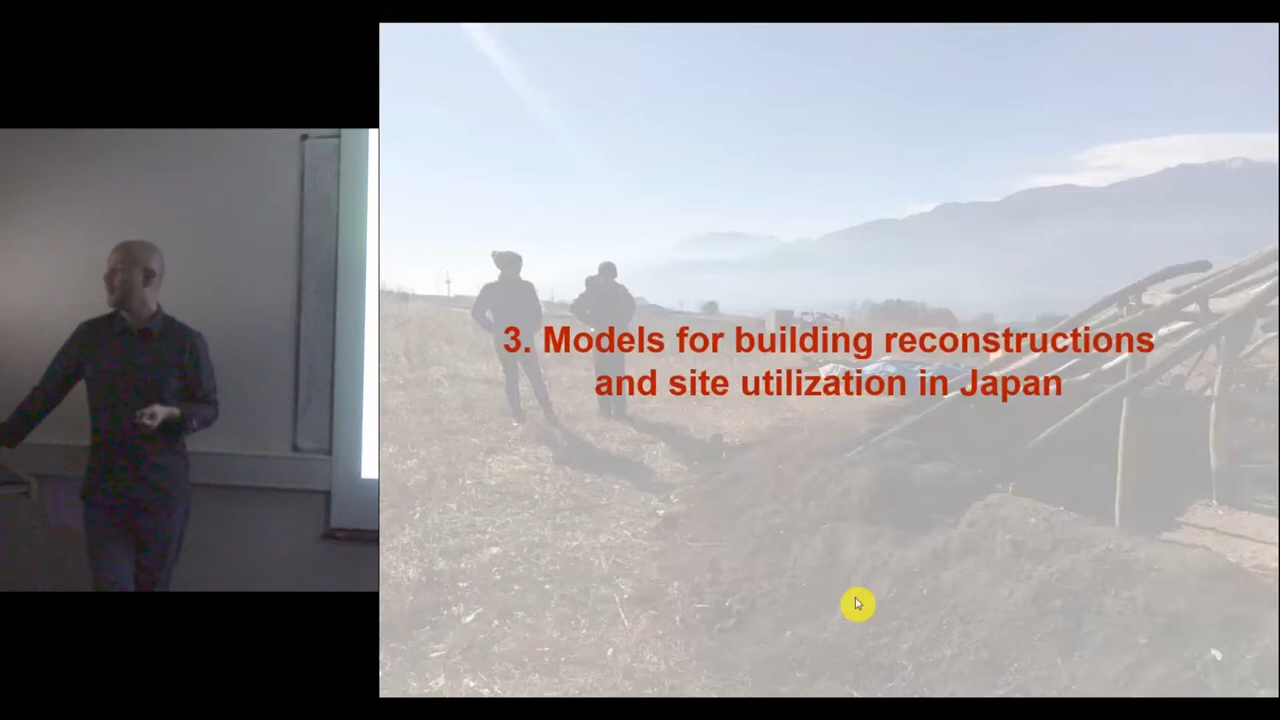 3. Models for building reconstructions
and site utilization in Japan